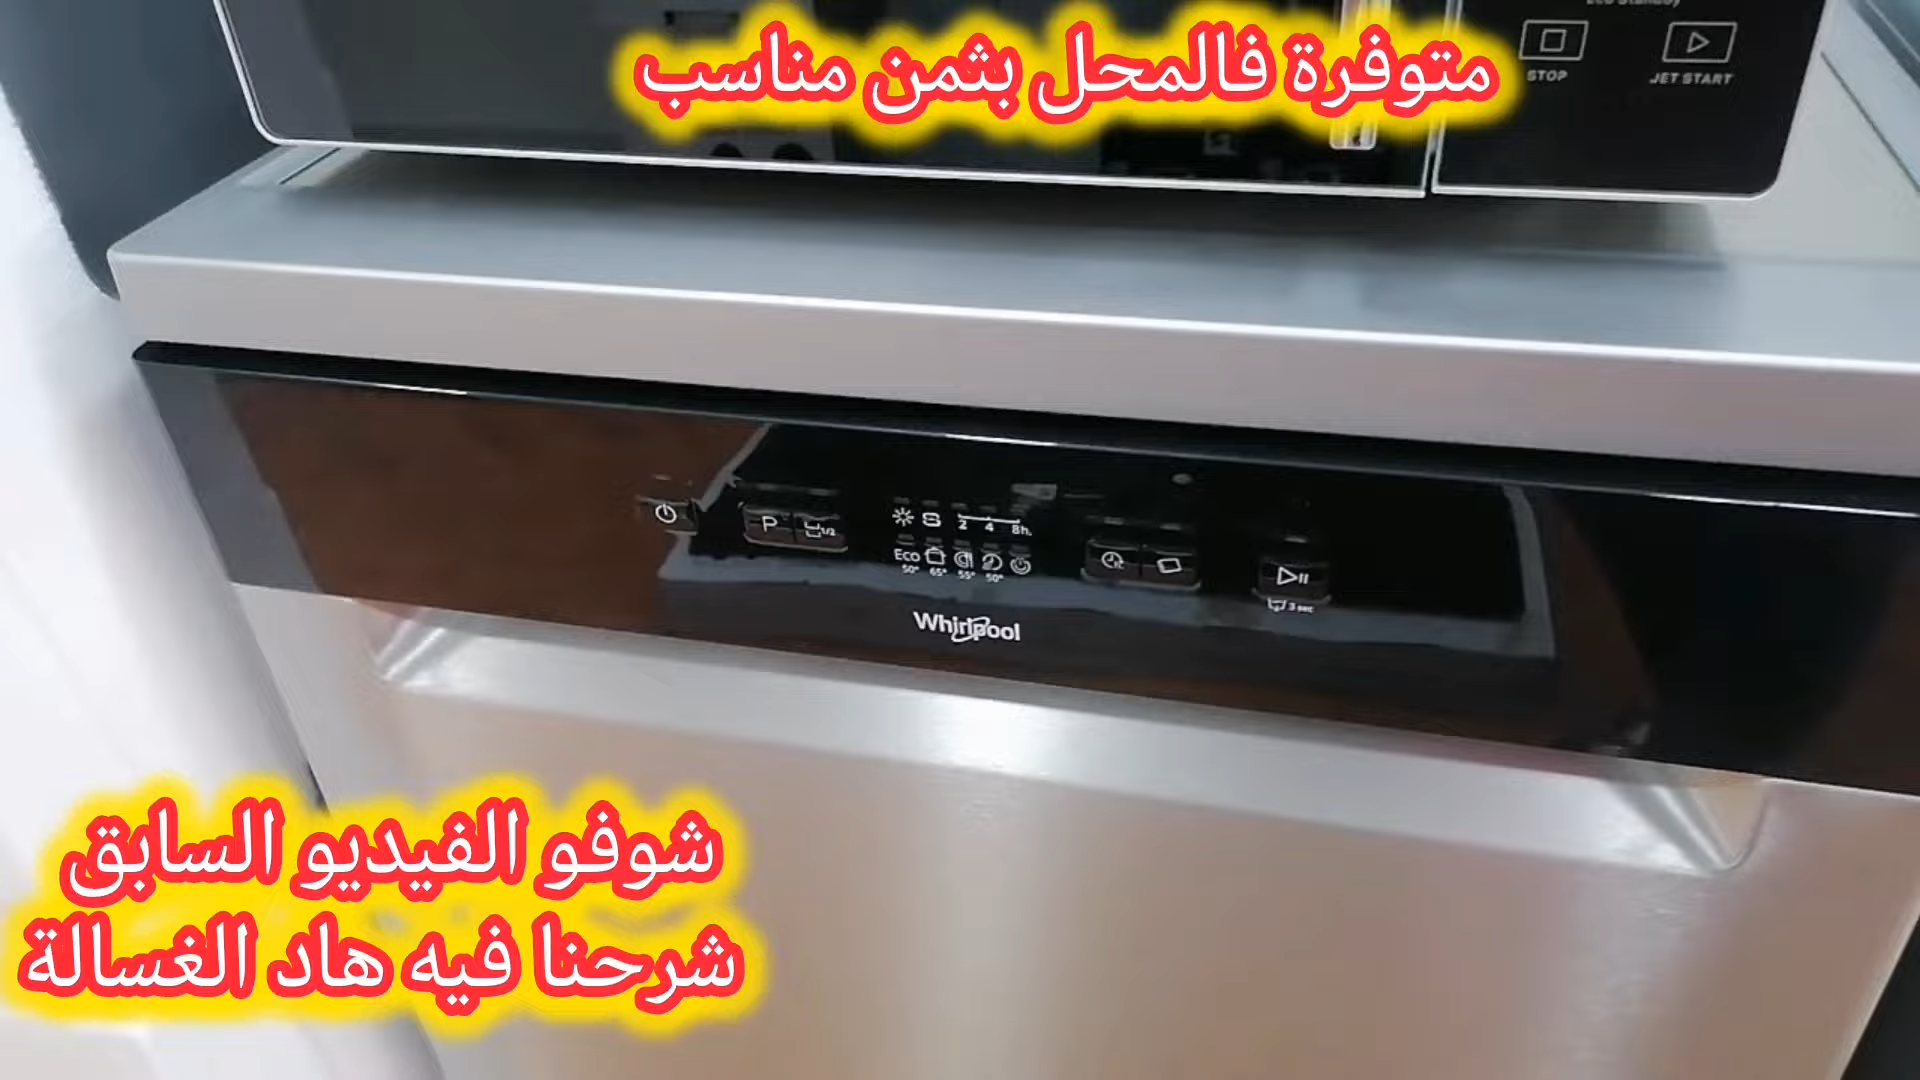 متوفرة فالمحل بثمن مناسب
STOP
JET START
P
1/2
2 4 8h.
Eco
50° 65° 55° 50°
3 sec
Whirlpool
شوفو الفيديو السابق
شرحنا فيه هاد الغسالة